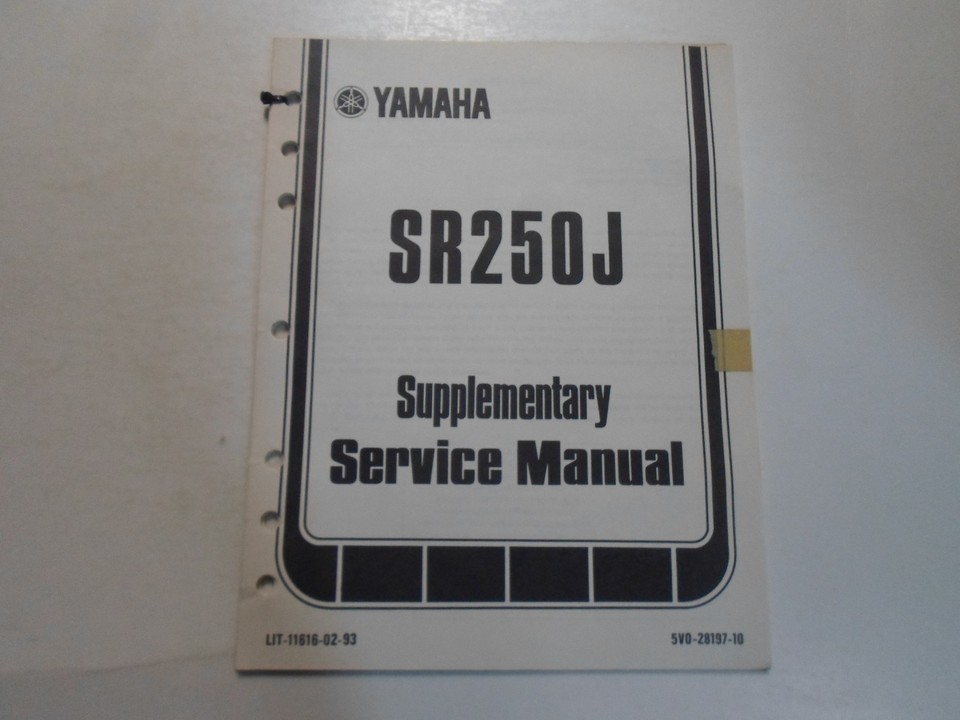 YAMAHA
SR250J
Supplementary
Service Manual
LIT-11616-02-93
5V0-28197-10